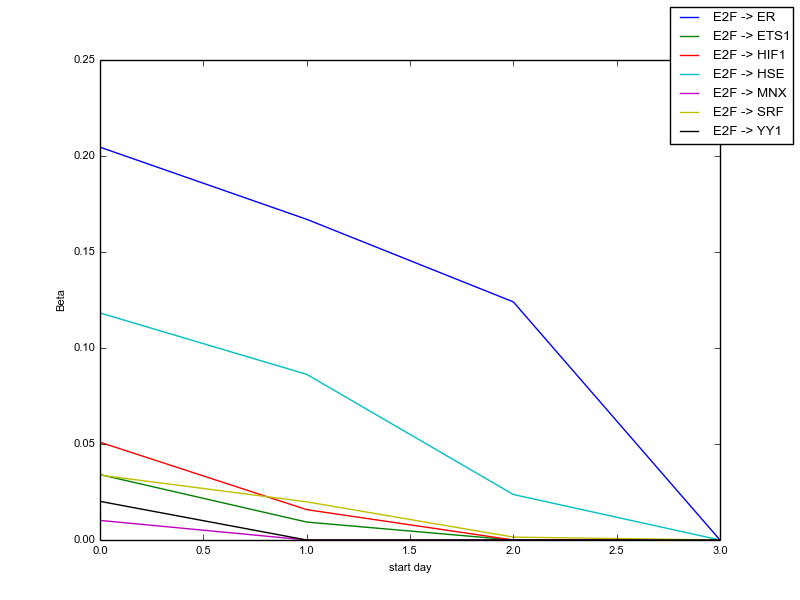 E2F -> ER
E2F -> ETS1
E2F -> HIF1
E2F -> HSE
E2F -> MNX
E2F -> SRF
E2F -> YY1
0.25
0.20
0.15
0.10
0.05
0.00
Beta
0.0 0.5 1.0 1.5 2.0 2.5 3.0
start day